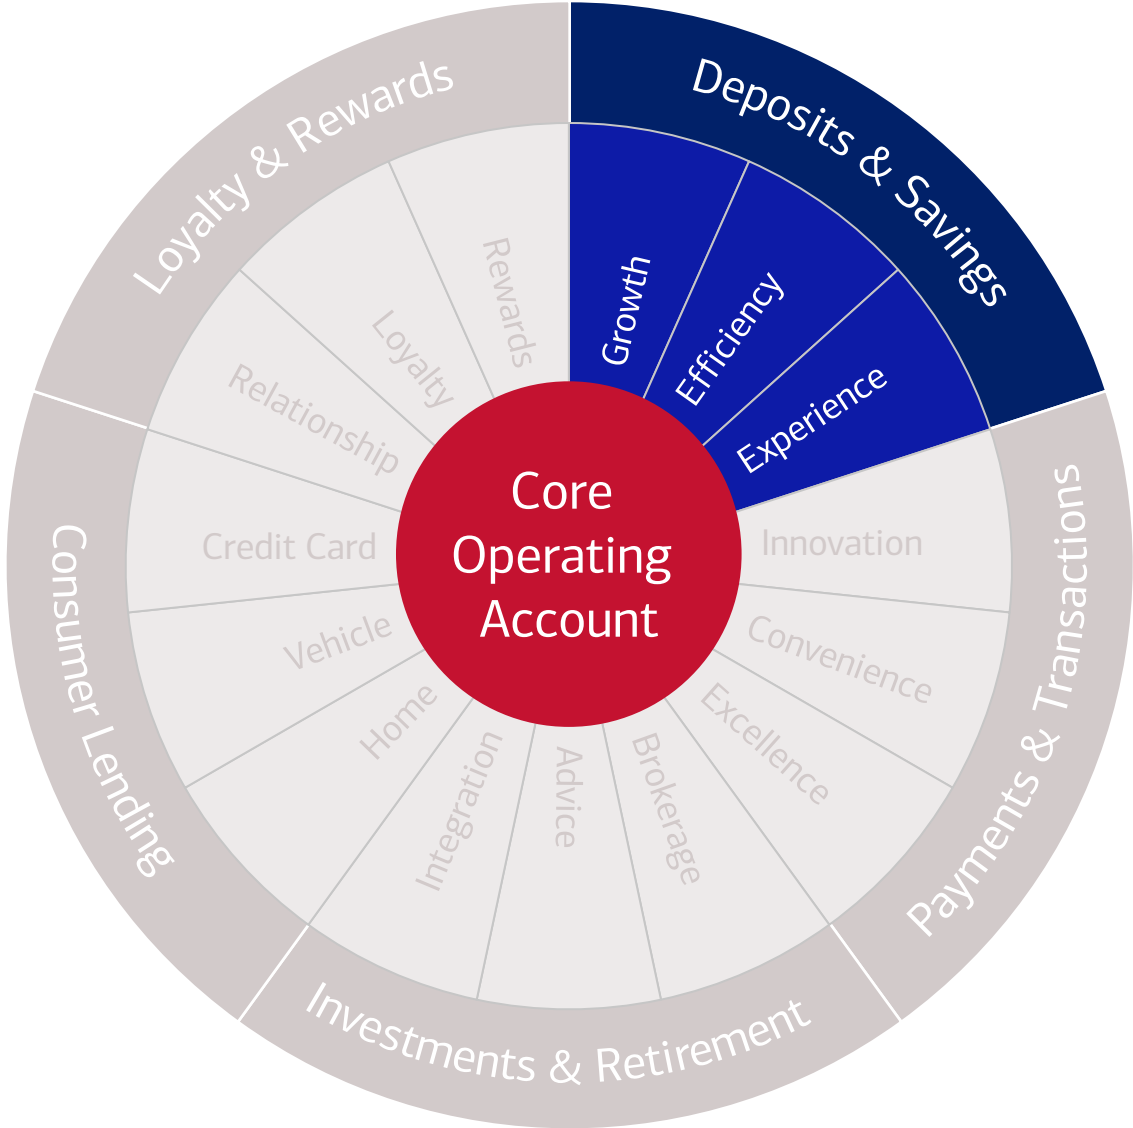 Core
Operating
Account
Deposits & Savings
Growth
Efficiency
Experience
Payments & Transactions
Innovation
Convenience
Excellence
Investments & Retirement
Brokerage
Advice
Integration
Consumer Lending
Home
Vehicle
Credit Card
Loyalty & Rewards
Relationship
Loyalty
Rewards